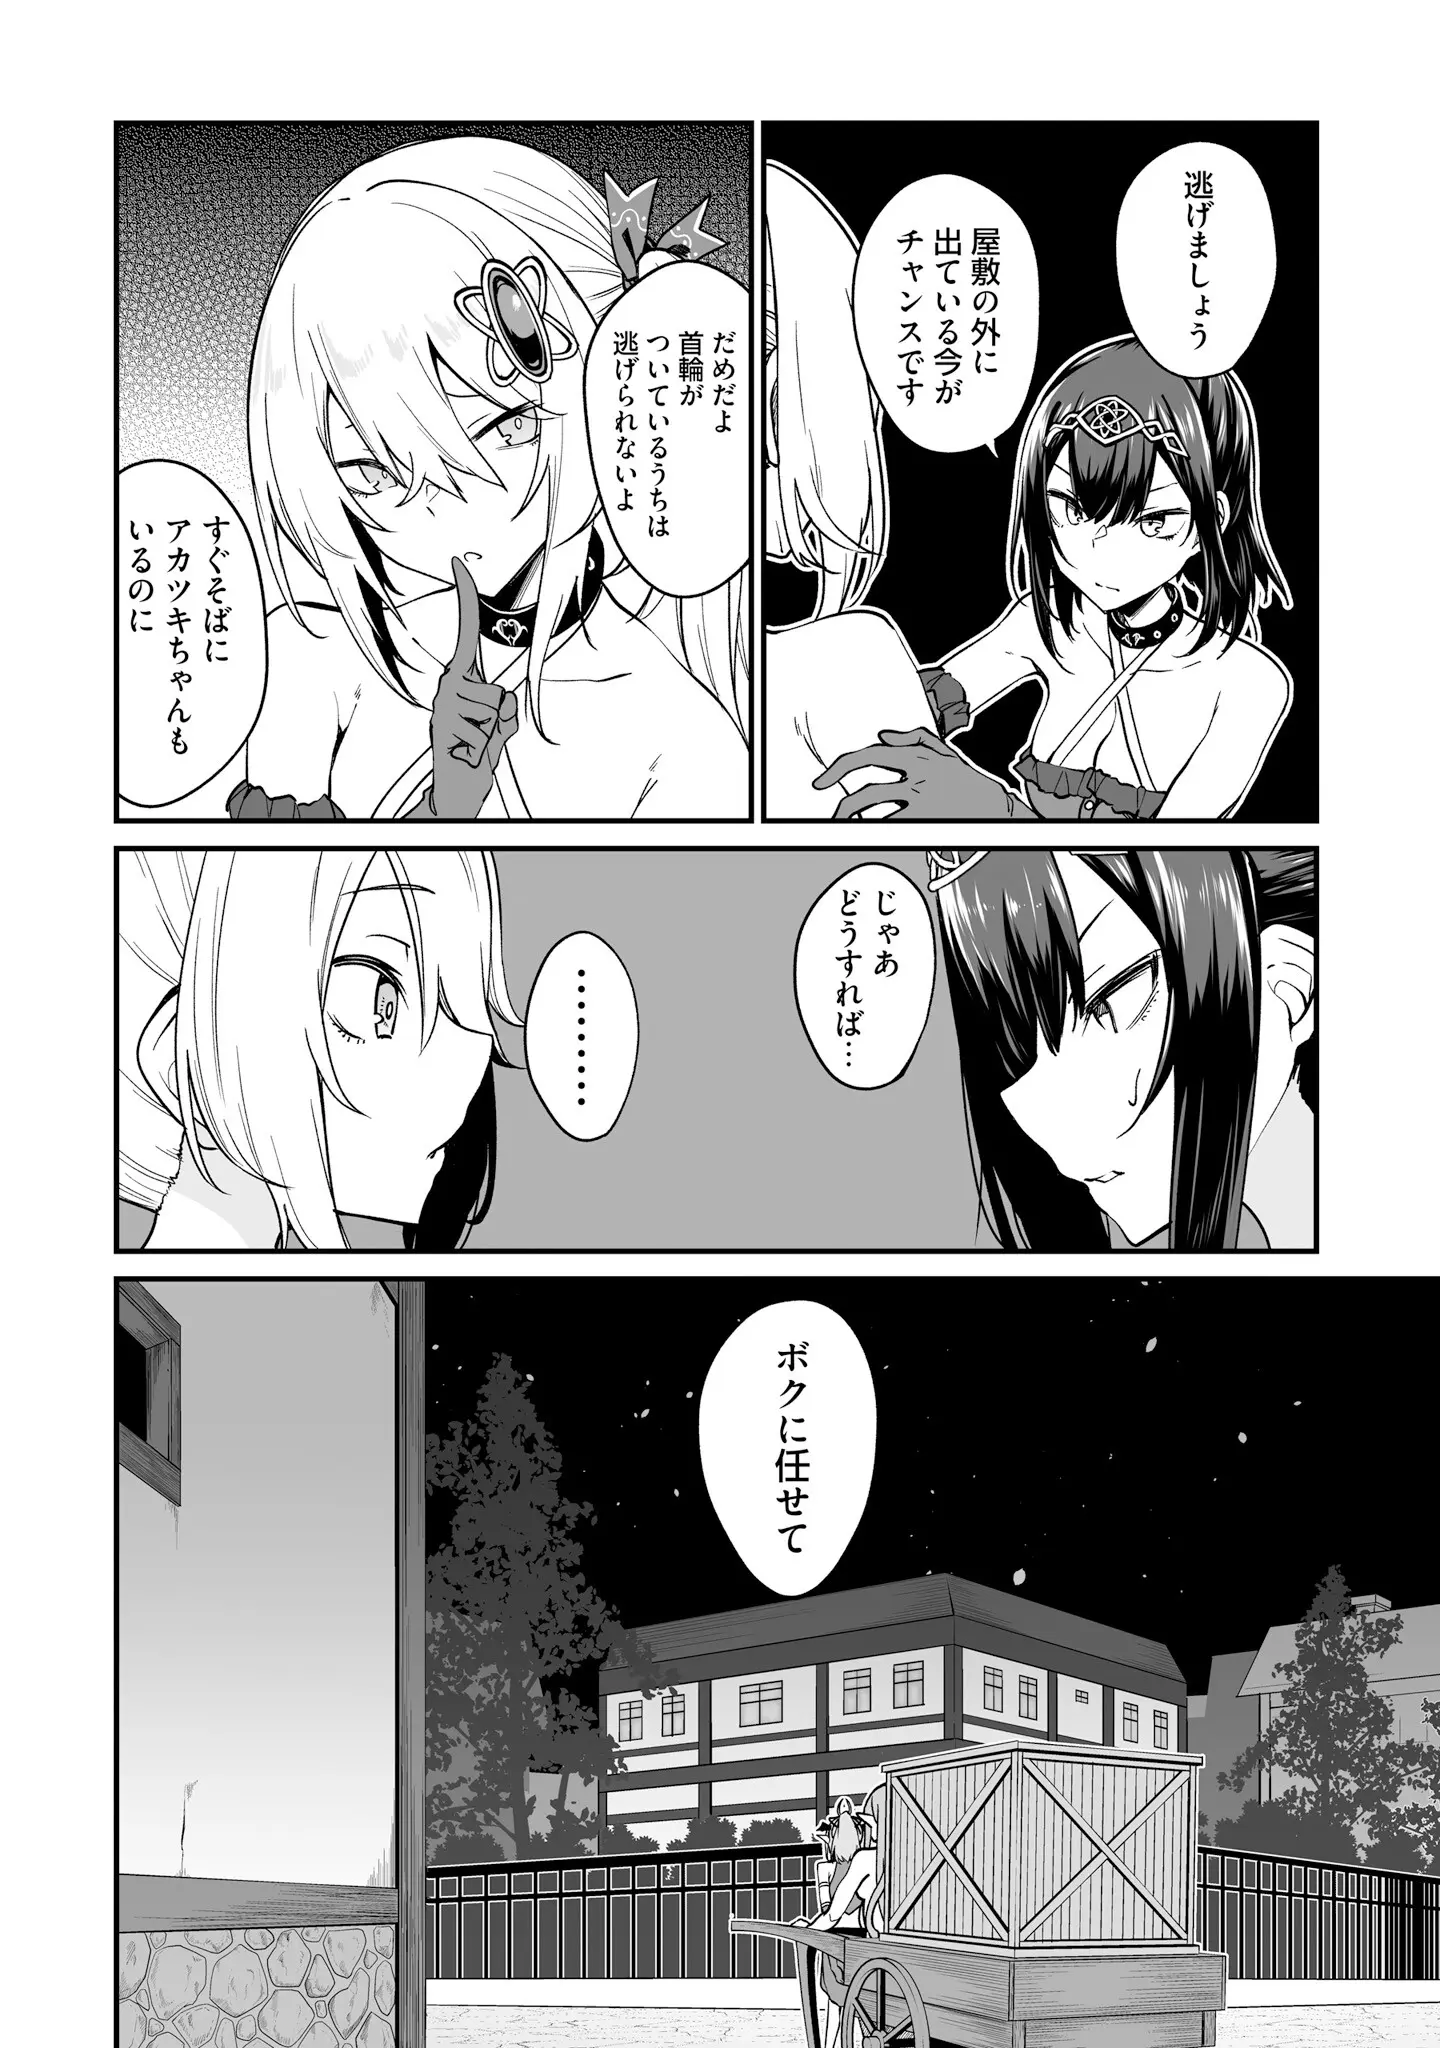 逃げましょう
屋敷の外に
出ている今が
チャンスです
だめだよ
首輪が
ついているうちは
逃げられないよ
すぐそばに
アカツキちゃんも
いるのに
じゃあ
どうすれば…
………
ボクに任せて